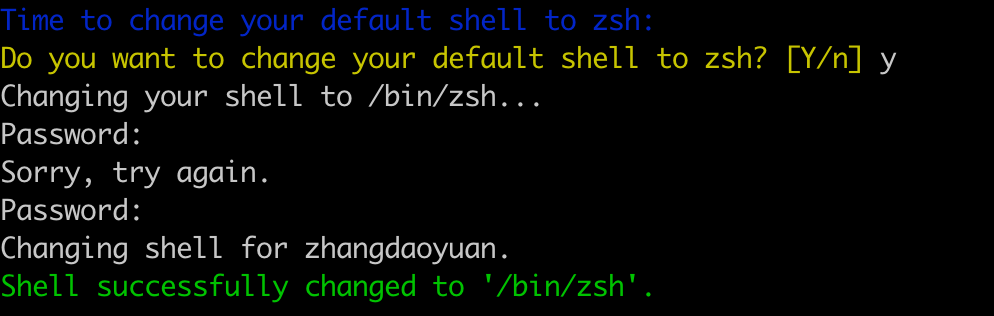 Time to change your default shell to zsh:
Do you want to change your default shell to zsh? [Y/n] y
Changing your shell to /bin/zsh...
Password:
Sorry, try again.
Password:
Changing shell for zhangdaoyuan.
Shell successfully changed to '/bin/zsh'.